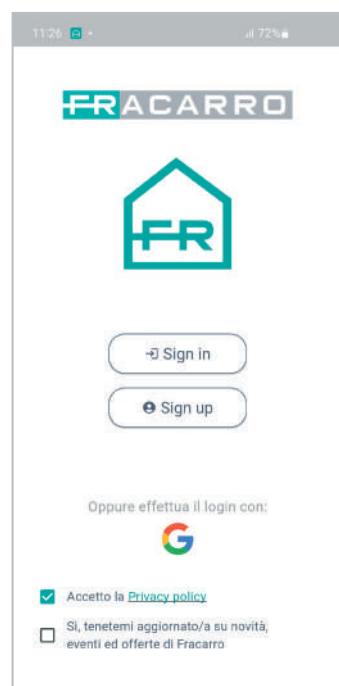 11:26
72%
FRACARRO
FR
Sign in
Sign up
Oppure effettua il login con:
Accetto la Privacy policy
Sì, tenetemi aggiornato/a su novità,
eventi ed offerte di Fracarro